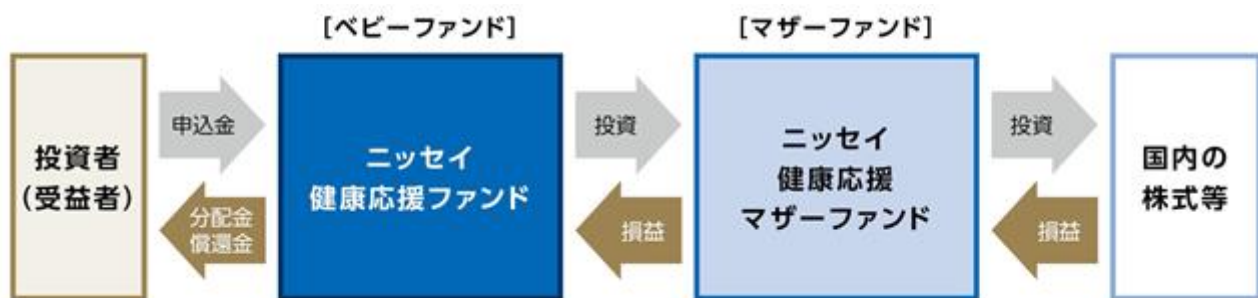 [ベビーファンド]
[マザーファンド]
投資者
(受益者)
申込金
分配金
償還金
ニッセイ
健康応援ファンド
投資
損益
ニッセイ
健康応援
マザーファンド
投資
損益
国内の
株式等